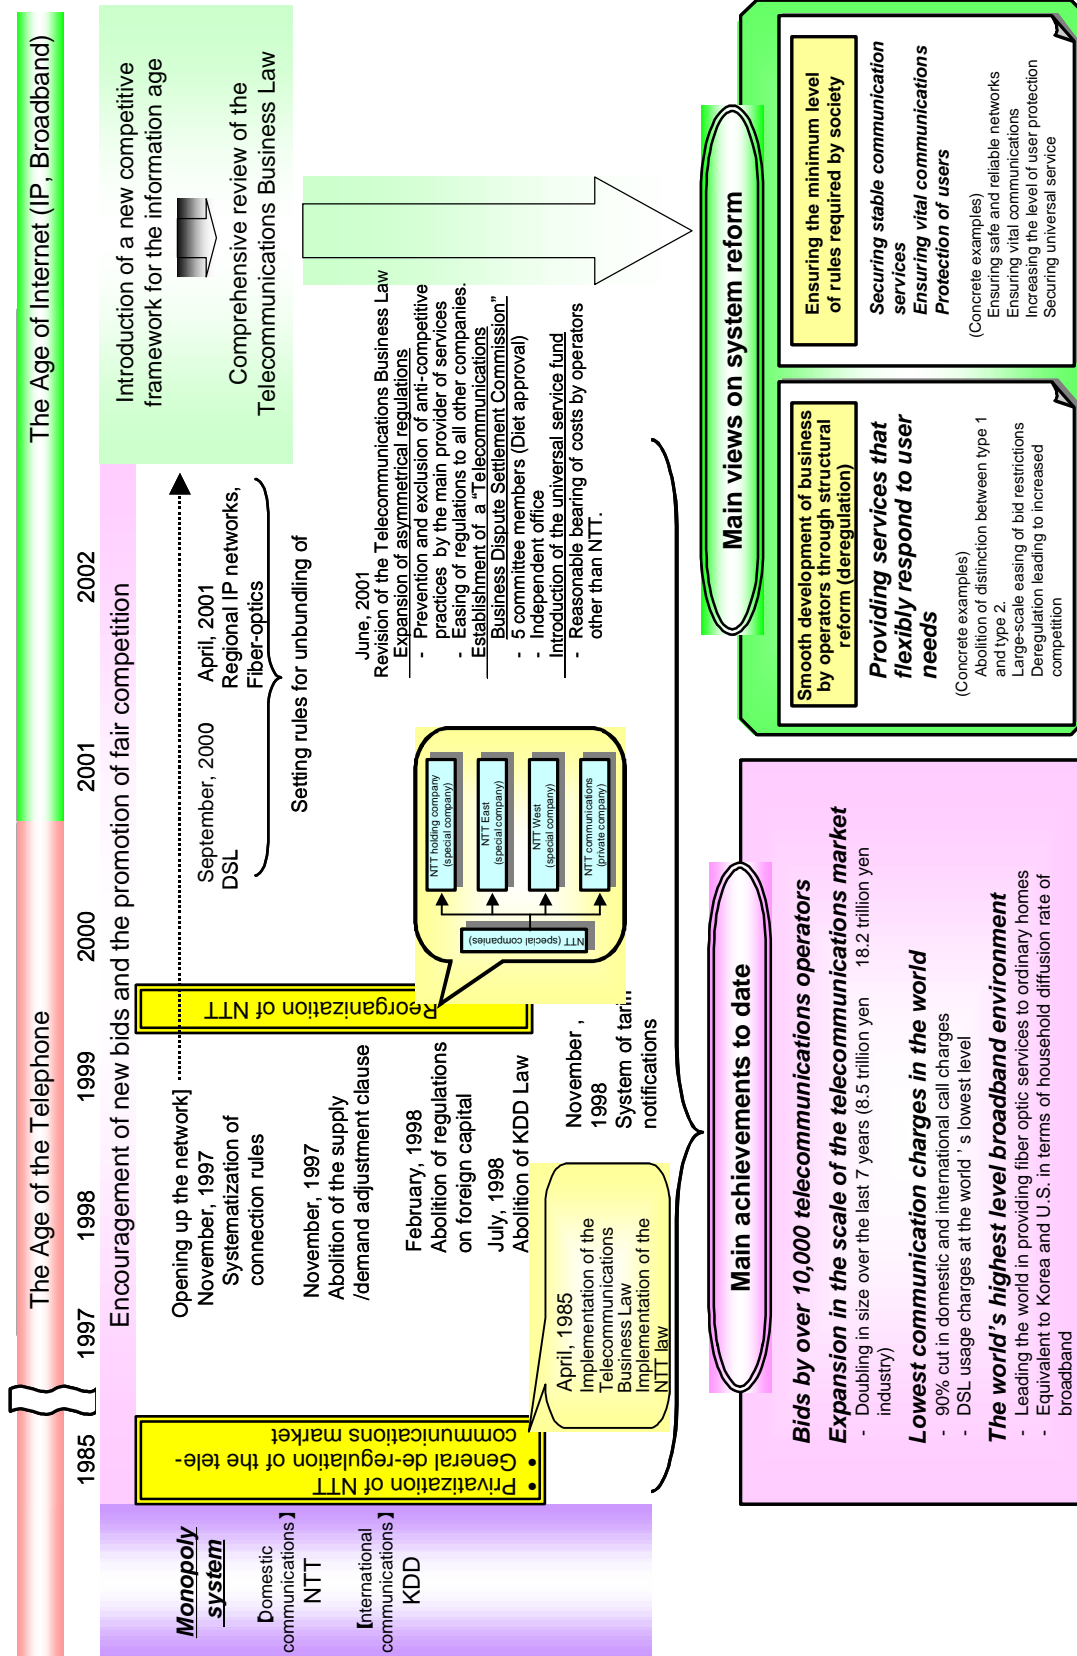 The Age of the Telephone
The Age of Internet (IP, Broadband)
1985
1997
1998
1999
2000
2001
2002
Monopoly
system
【Domestic
communications】
NTT
【International
communications】
KDD
Encouragement of new bids and the promotion of fair competition
• Privatization of NTT
• General de-regulation of the tele-
communications market
April, 1985
Implementation of the
Telecommunications
Business Law
Implementation of the
NTT law
Opening up the network]
November, 1997
Systematization of
connection rules
November, 1997
Abolition of the supply
/demand adjustment clause
February, 1998
Abolition of regulations
on foreign capital
July, 1998
Abolition of KDD Law
November ,
1998
System of tariff
notifications
Reorganization of NTT
NTT (special companies)
NTT holding company
(special company)
NTT East
(special company)
NTT West
(special company)
NTT communications
(private company)
September, 2000
DSL
April, 2001
Regional IP networks,
Fiber-optics
Setting rules for unbundling of
June, 2001
Revision of the Telecommunications Business Law
Expansion of asymmetrical regulations
- Prevention and exclusion of anti-competitive
practices by the main provider of services
- Easing of regulations to all other companies.
Establishment of a “Telecommunications
Business Dispute Settlement Commission”
- 5 committee members (Diet approval)
- Independent office
Introduction of the universal service fund
- Reasonable bearing of costs by operators
other than NTT.
Introduction of a new competitive
framework for the information age
Comprehensive review of the
Telecommunications Business Law
Main achievements to date
Bids by over 10,000 telecommunications operators
Expansion in the scale of the telecommunications market
- Doubling in size over the last 7 years (8.5 trillion yen 18.2 trillion yen
industry)
Lowest communication charges in the world
- 90% cut in domestic and international call charges
- DSL usage charges at the world ’ s lowest level
The world's highest level broadband environment
- Leading the world in providing fiber optic services to ordinary homes
- Equivalent to Korea and U.S. in terms of household diffusion rate of
broadband
Main views on system reform
Smooth development of business
by operators through structural
reform (deregulation)
Providing services that
flexibly respond to user
needs
(Concrete examples)
Abolition of distinction between type 1
and type 2.
Large-scale easing of bid restrictions
Deregulation leading to increased
competition
Ensuring the minimum level
of rules required by society
Securing stable communication
services
Ensuring vital communications
Protection of users
(Concrete examples)
Ensuring safe and reliable networks
Ensuring vital communications
Increasing the level of user protection
Securing universal service